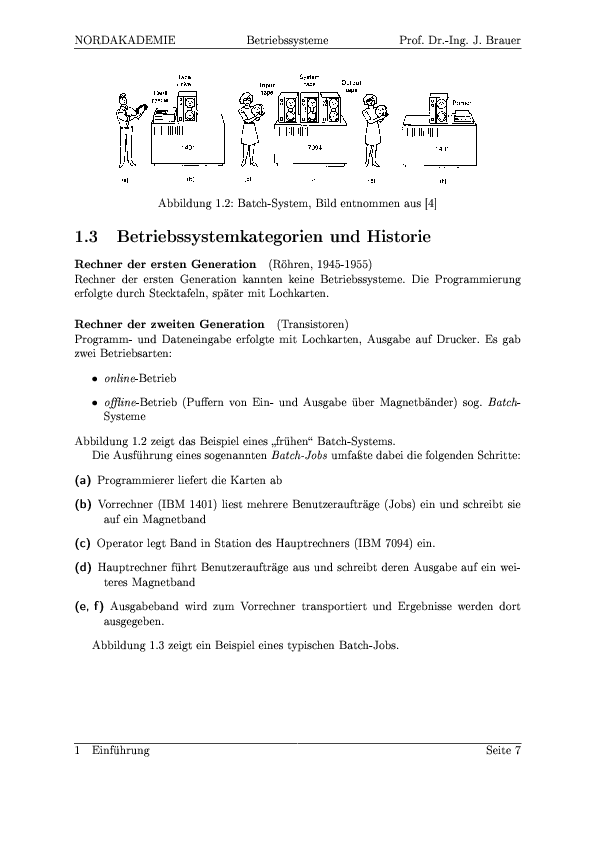 NORDAKADEMIE Betriebssysteme Prof. Dr.-Ing. J. Brauer
Tape
drive
Card
reader
1401
Input
tape
System
tape
7094
Output
tape
Printer
1401
(a) (b) (c) (e) (f)
Abbildung 1.2: Batch-System, Bild entnommen aus [4]
1.3 Betriebssystemkategorien und Historie
Rechner der ersten Generation (Röhren, 1945-1955)
Rechner der ersten Generation kannten keine Betriebssysteme. Die Programmierung
erfolgte durch Stecktafeln, später mit Lochkarten.
Rechner der zweiten Generation (Transistoren)
Programm- und Dateneingabe erfolgte mit Lochkarten, Ausgabe auf Drucker. Es gab
zwei Betriebsarten:
• online-Betrieb
• offline-Betrieb (Puffern von Ein- und Ausgabe über Magnetbänder) sog. Batch-
Systeme
Abbildung 1.2 zeigt das Beispiel eines „frühen“ Batch-Systems.
Die Ausführung eines sogenannten Batch-Jobs umfaßte dabei die folgenden Schritte:
(a) Programmierer liefert die Karten ab
(b) Vorrechner (IBM 1401) liest mehrere Benutzeraufträge (Jobs) ein und schreibt sie
auf ein Magnetband
(c) Operator legt Band in Station des Hauptrechners (IBM 7094) ein.
(d) Hauptrechner führt Benutzeraufträge aus und schreibt deren Ausgabe auf ein wei-
teres Magnetband
(e, f) Ausgabeband wird zum Vorrechner transportiert und Ergebnisse werden dort
ausgegeben.
Abbildung 1.3 zeigt ein Beispiel eines typischen Batch-Jobs.
1 Einführung Seite 7